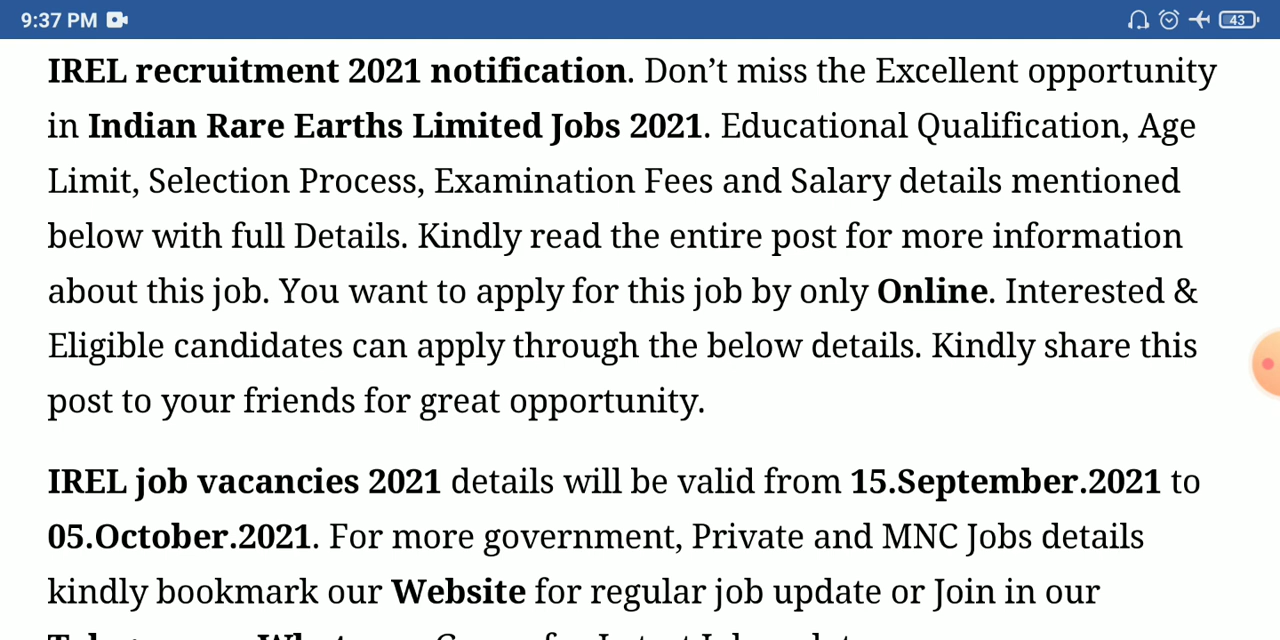 9:37 PM
43
IREL recruitment 2021 notification. Don’t miss the Excellent opportunity
in Indian Rare Earths Limited Jobs 2021. Educational Qualification, Age
Limit, Selection Process, Examination Fees and Salary details mentioned
below with full Details. Kindly read the entire post for more information
about this job. You want to apply for this job by only Online. Interested &
Eligible candidates can apply through the below details. Kindly share this
post to your friends for great opportunity.
IREL job vacancies 2021 details will be valid from 15.September.2021 to
05.October.2021. For more government, Private and MNC Jobs details
kindly bookmark our Website for regular job update or Join in our